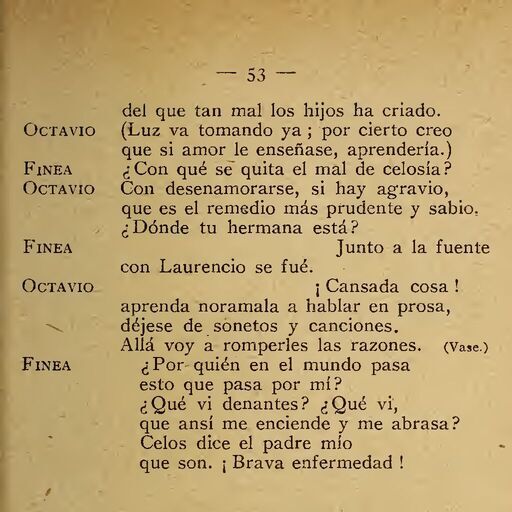 — 53 —
del que tan mal los hijos ha criado.
OCTAVIO (Luz va tomando ya; por cierto creo
que si amor le enseñase, aprendería.)
FINEA ¿Con qué se quita el mal de celosía?
OCTAVIO Con desenamorarse, si hay agravio,
que es el remedio más prudente y sabio.
¿Dónde tu hermana está?
FINEA Junto a la fuente
con Laurencio se fué.
OCTAVIO ¡Cansada cosa!
aprenda noramala a hablar en prosa,
déjese de sonetos y canciones.
Allá voy a romperles las razones. (Vase.)
FINEA ¿Por quién en el mundo pasa
esto que pasa por mí?
¿Qué vi denantes? ¿Qué vi,
que ansí me enciende y me abrasa?
Celos dice el padre mío
que son. ¡Brava enfermedad!